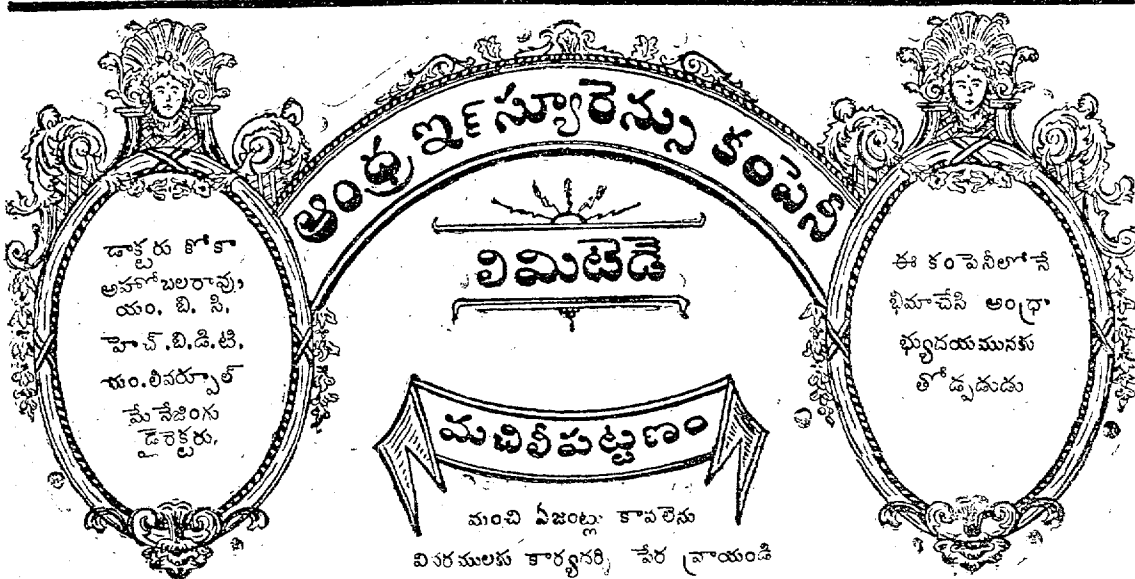 ఆంధ్ర ఇన్‌స్యూరెన్సు కంపెనీ
లిమిటెడ్
డాక్టరు కోకా
అహోబలరావు,
యం. బి. సి.
హెచ్.బి.డి.టి.
యం.లివర్పూల్
మేనేజింగు
డైరెక్టరు.
ఈ కంపెనీలోనే
భీమాచేసి ఆంధ్రా
భ్యుదయమునకు
తోడ్పడుడు
మచిలీపట్టణం
మంచి ఏజంట్లు కావలెను
వివరములకు కార్యదర్శి పేర వ్రాయండి